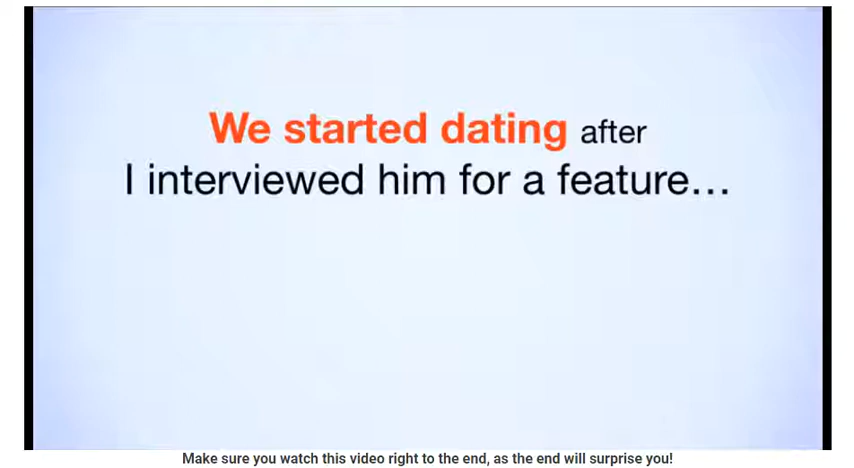 We started dating after
I interviewed him for a feature...
Make sure you watch this video right to the end, as the end will surprise you!